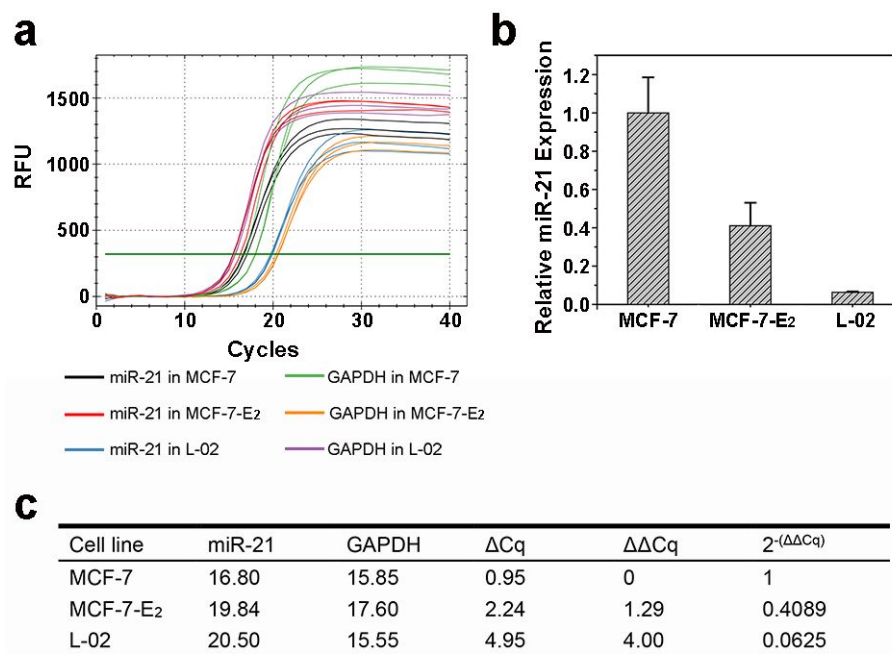 a
RFU
1500
1000
500
0
0 10 20 30 40
Cycles
miR-21 in MCF-7
GAPDH in MCF-7
miR-21 in MCF-7-E₂
GAPDH in MCF-7-E₂
miR-21 in L-02
GAPDH in L-02
b
Relative miR-21 Expression
1.2
1.0
0.8
0.6
0.4
0.2
0.0
MCF-7 MCF-7-E₂ L-02
c
Cell line miR-21 GAPDH ΔCq ΔΔCq 2⁻⁽ΔΔCq⁾
MCF-7 16.80 15.85 0.95 0 1
MCF-7-E₂ 19.84 17.60 2.24 1.29 0.4089
L-02 20.50 15.55 4.95 4.00 0.0625